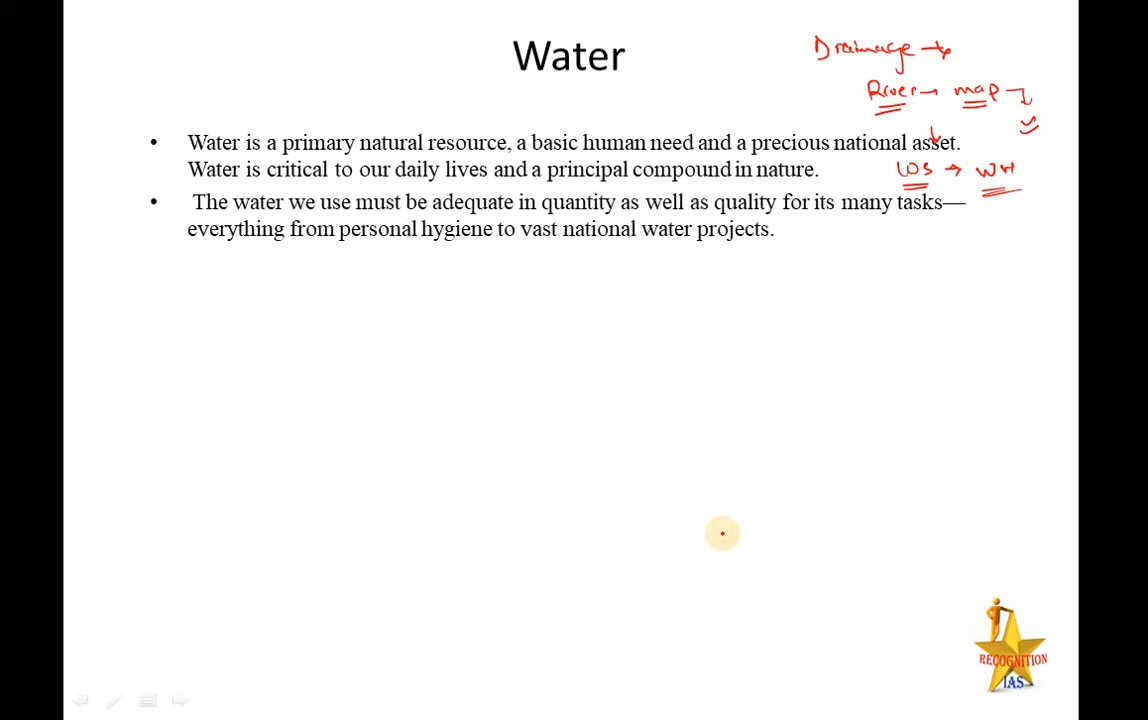 Water
Drainage →
River → map
WS → WH
• Water is a primary natural resource, a basic human need and a precious national asset.
Water is critical to our daily lives and a principal compound in nature.
• The water we use must be adequate in quantity as well as quality for its many tasks—
everything from personal hygiene to vast national water projects.
RECOGNITION
IAS